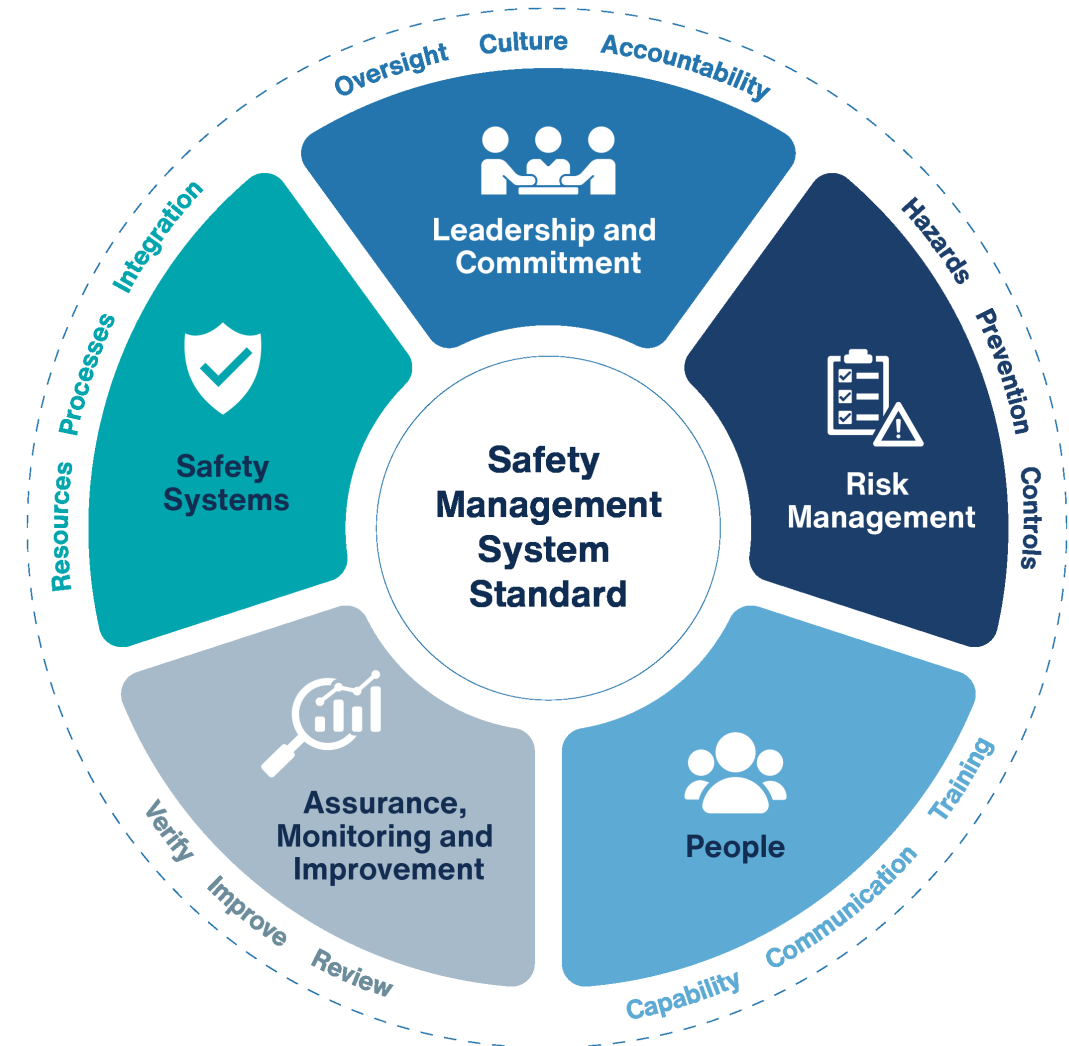 Oversight Culture Accountability
Leadership and
Commitment
Hazards Prevention Controls
Risk
Management
Training
Communication
Capability
People
Verify Improve Review
Assurance,
Monitoring and
Improvement
Resources Processes Integration
Safety
Systems
Safety
Management
System
Standard